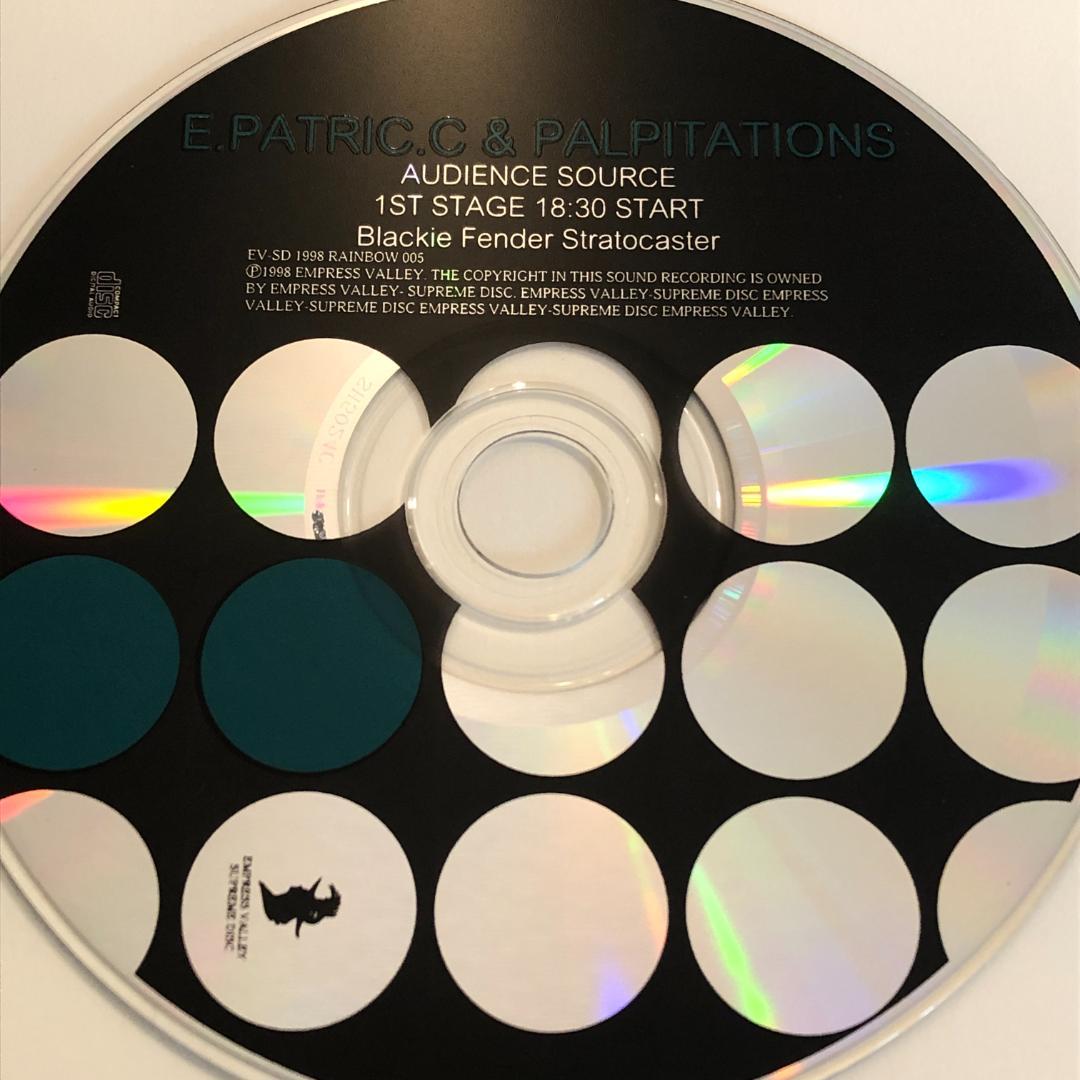 E.PATRIC.C & PALPITATIONS
AUDIENCE SOURCE
1ST STAGE 18:30 START
Blackie Fender Stratocaster
EV-SD 1998 RAINBOW 005
Ⓟ1998 EMPRESS VALLEY. THE COPYRIGHT IN THIS SOUND RECORDING IS OWNED
BY EMPRESS VALLEY- SUPREME DISC. EMPRESS VALLEY-SUPREME DISC EMPRESS
VALLEY-SUPREME DISC EMPRESS VALLEY-SUPREME DISC EMPRESS VALLEY.
COMPACT
disc
DIGITAL AUDIO
EMPRESS VALLEY
SUPREME DISC